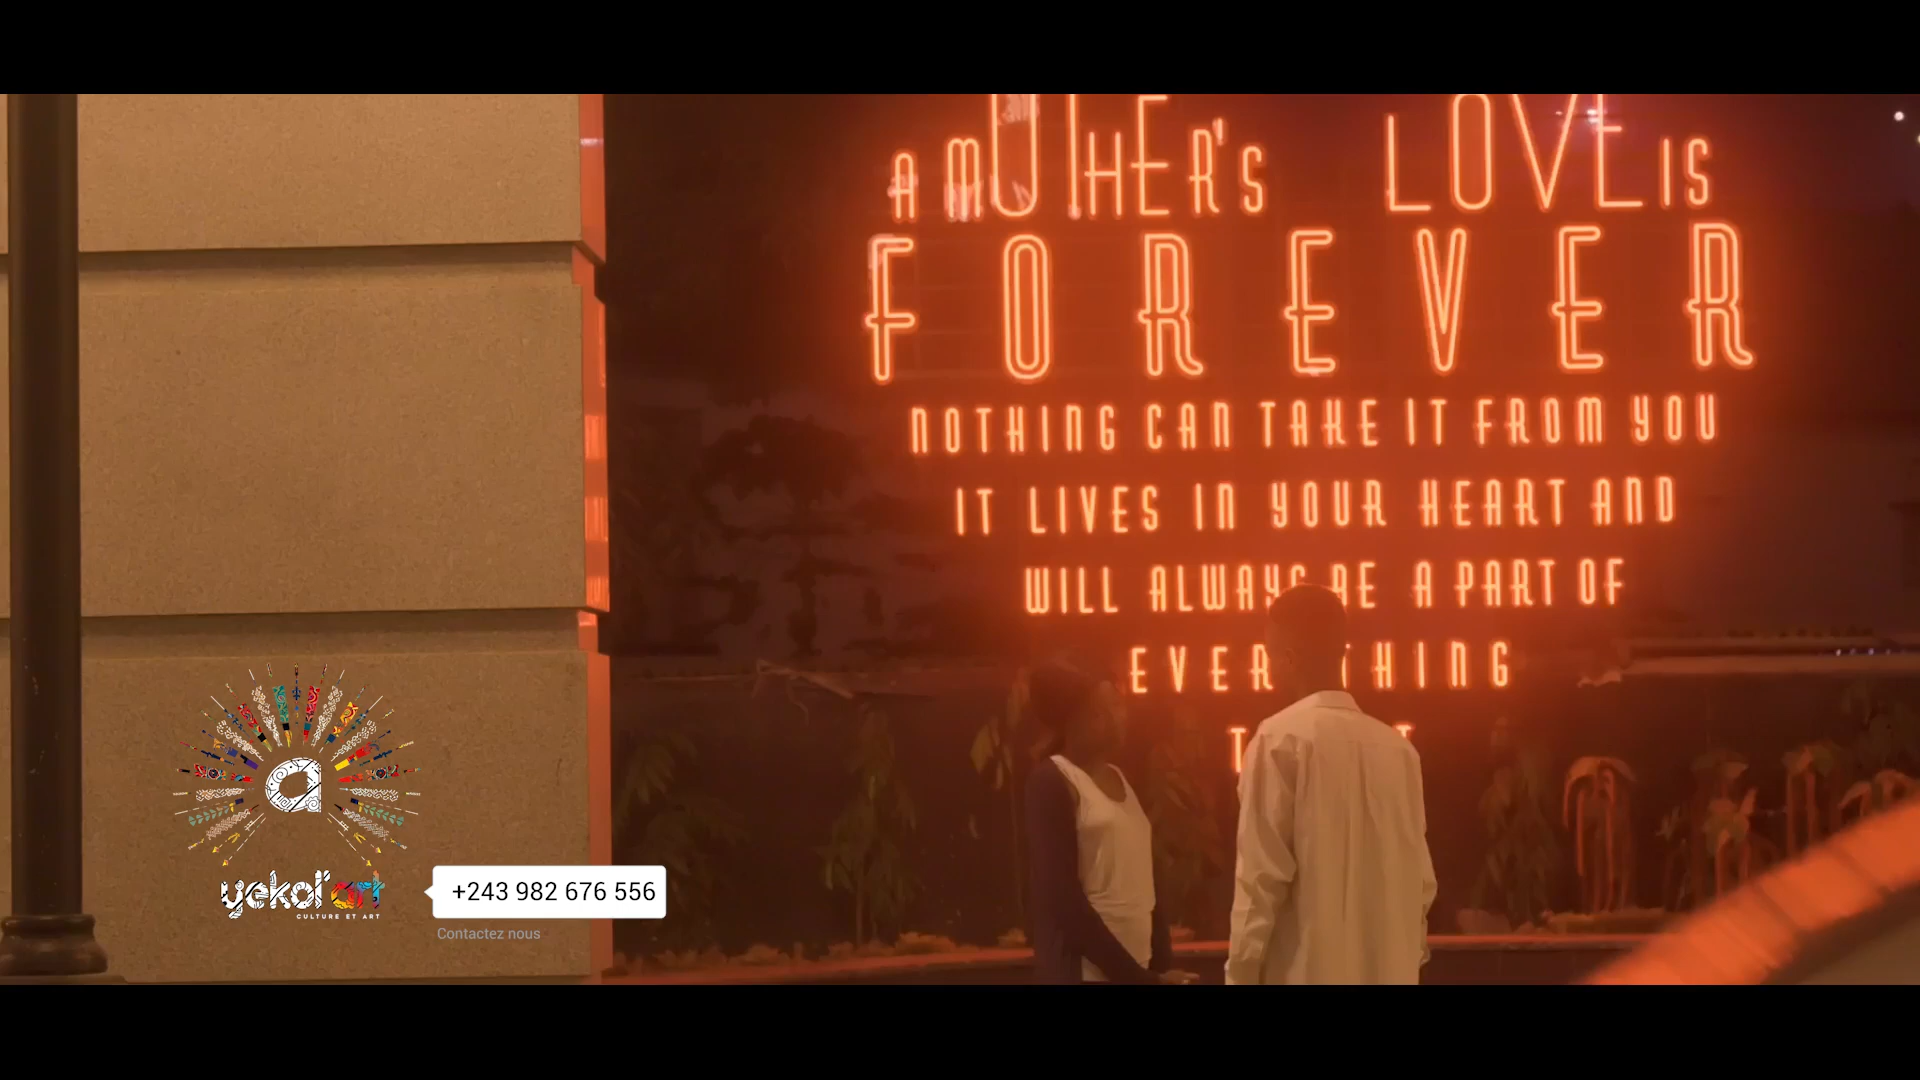 A MOTHER'S LOVE IS
FOREVER
NOTHING CAN TAKE IT FROM YOU
IT LIVES IN YOUR HEART AND
WILL ALWAYS BE A PART OF
EVERYTHING
a
yekol'art
CULTURE ET ART
+243 982 676 556
Contactez nous